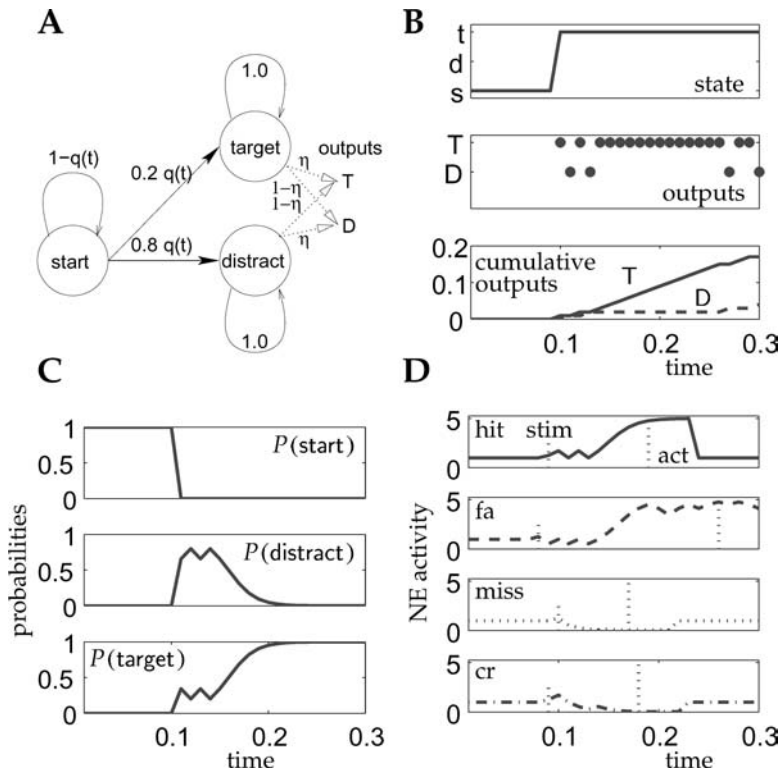 A
1.0
target
1-q(t)
0.2 q(t)
η
outputs
T
1-η
1-η
D
η
0.8 q(t)
start
distract
1.0
B
t
d
s
state
T
D
outputs
0.2
0.1
0
cumulative
outputs
T
D
0.1
0.2
0.3
time
C
probabilities
1
0.5
0
P(start)
1
0.5
0
P(distract)
1
0.5
0
P(target)
0.1
0.2
0.3
time
D
NE activity
5
0
hit
stim
act
5
0
fa
5
0
miss
5
0
cr
0.1
0.2
0.3
time